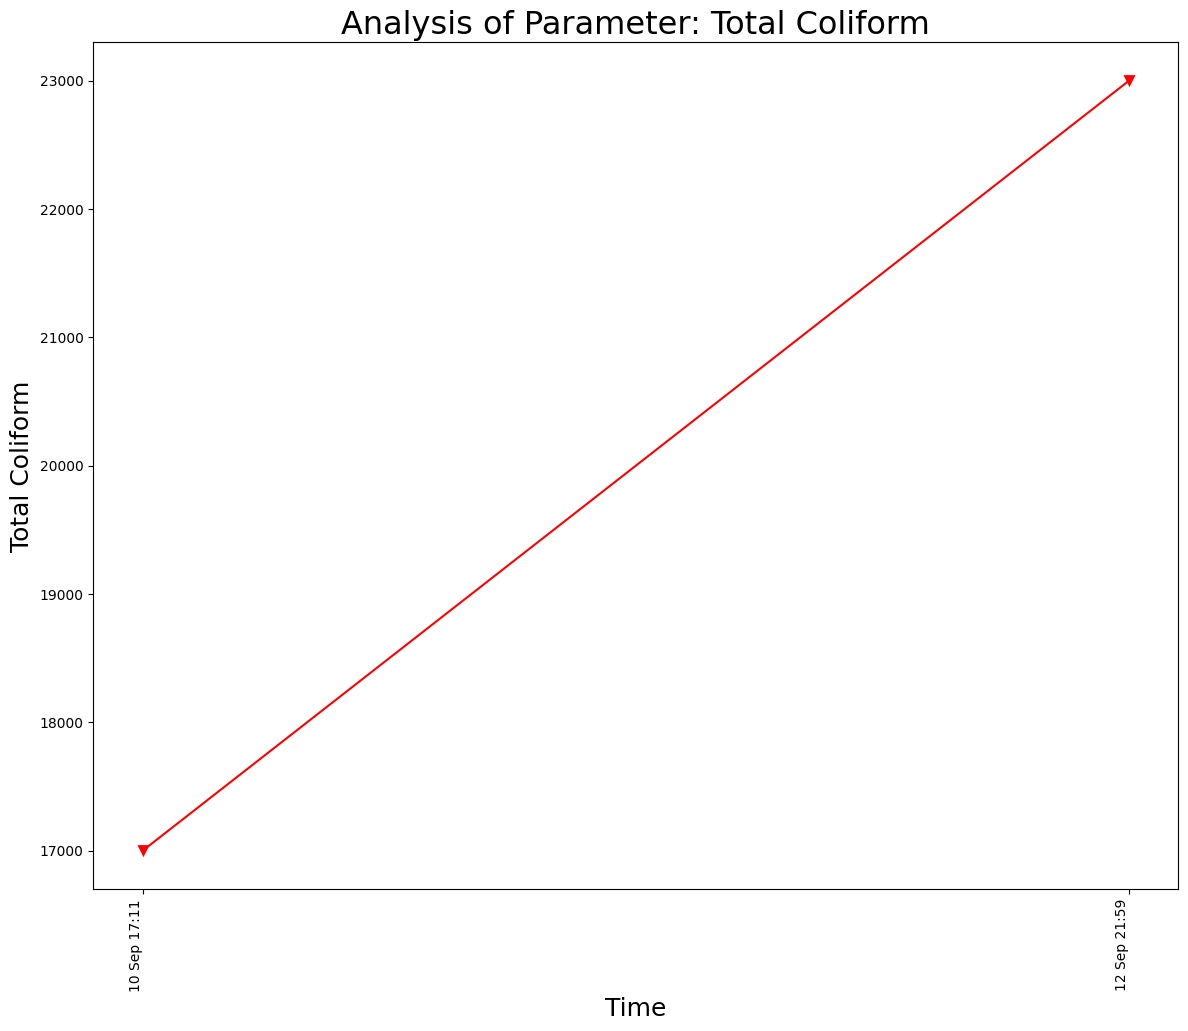 Analysis of Parameter: Total Coliform
Total Coliform
23000
22000
21000
20000
19000
18000
17000
10 Sep 17:11
12 Sep 21:59
Time